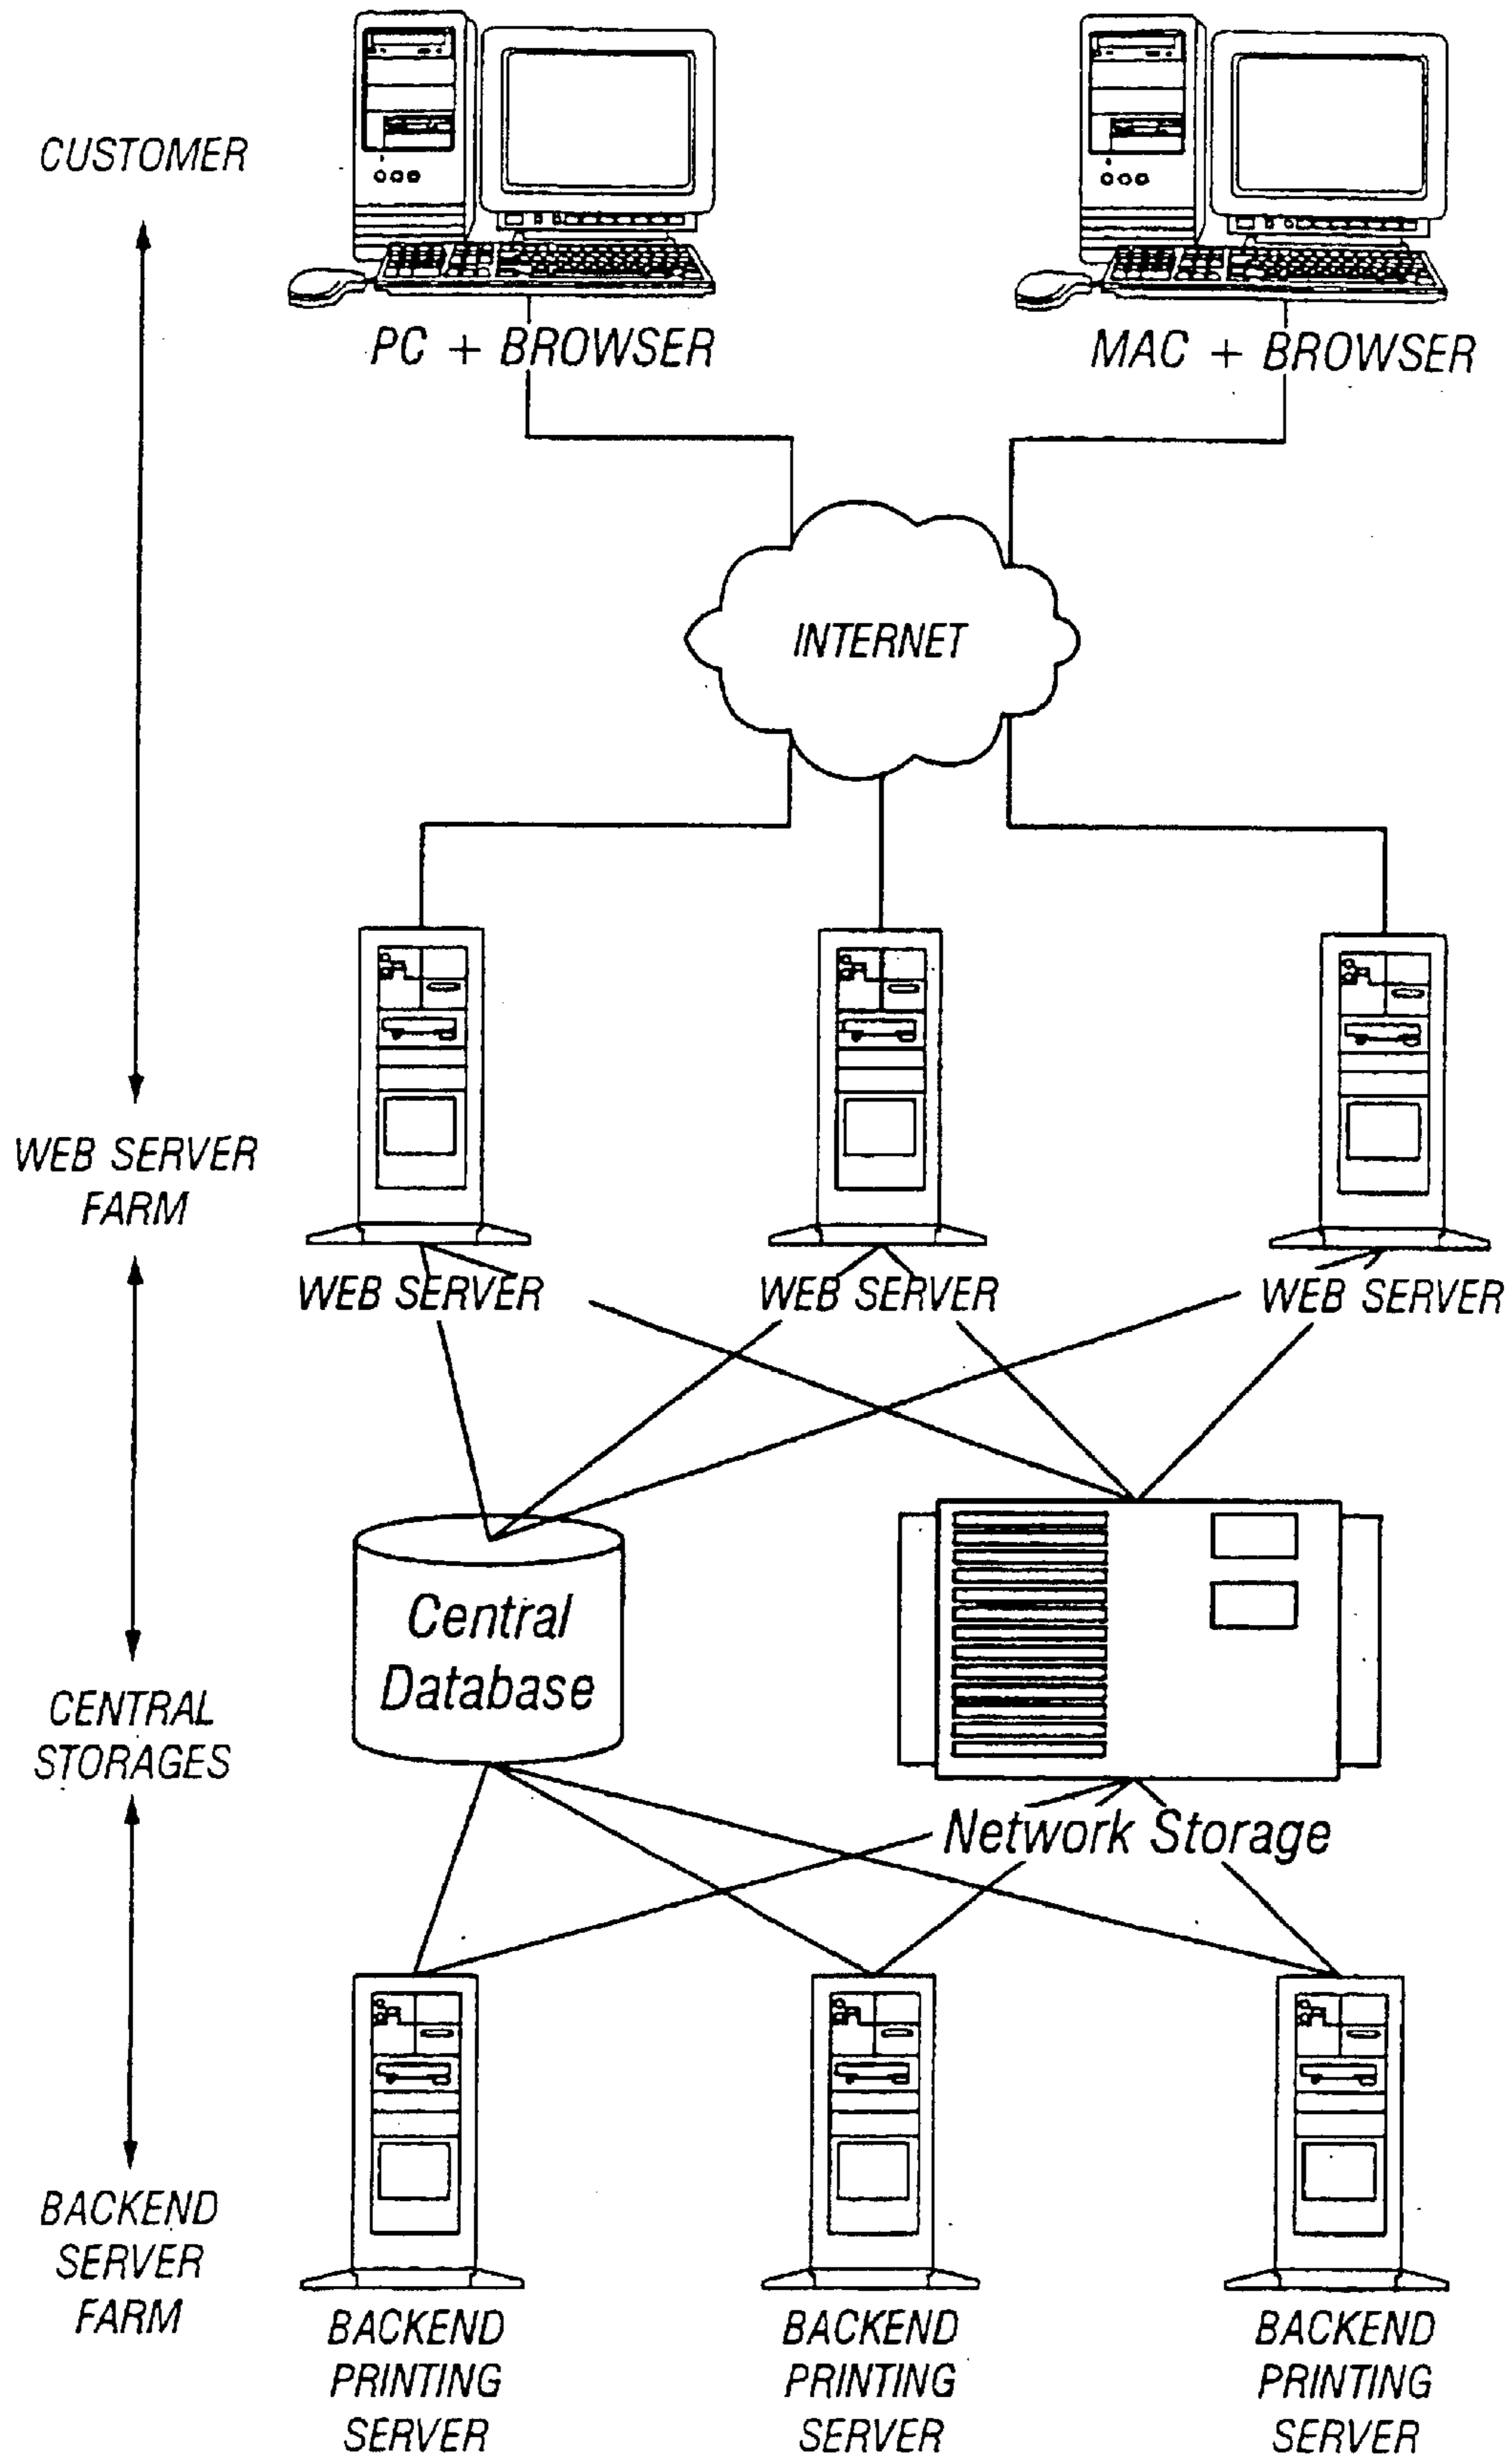 CUSTOMER
PC + BROWSER
MAC + BROWSER
INTERNET
WEB SERVER
FARM
WEB SERVER
WEB SERVER
WEB SERVER
Central
Database
CENTRAL
STORAGES
Network Storage
BACKEND
SERVER
FARM
BACKEND
PRINTING
SERVER
BACKEND
PRINTING
SERVER
BACKEND
PRINTING
SERVER